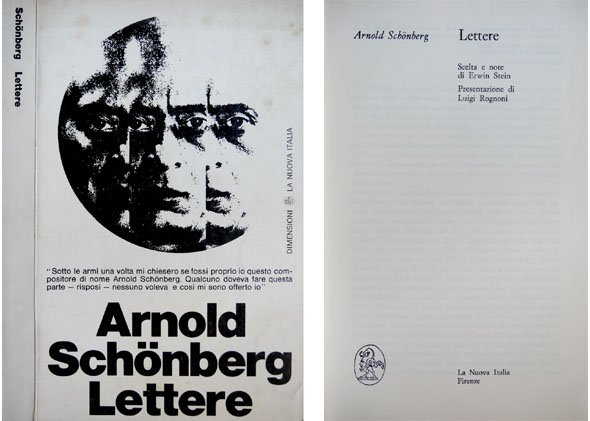 Schönberg Lettere
DIMENSIONI LA NUOVA ITALIA
"Sotto le armi una volta mi chiesero se fossi proprio io questo com-
positore di nome Arnold Schönberg. Qualcuno doveva fare questa
parte — risposi — nessuno voleva e così mi sono offerto io"
Arnold
Schönberg
Lettere
Arnold Schönberg Lettere
Scelta e note
di Erwin Stein
Presentazione di
Luigi Rognoni
La Nuova Italia
Firenze